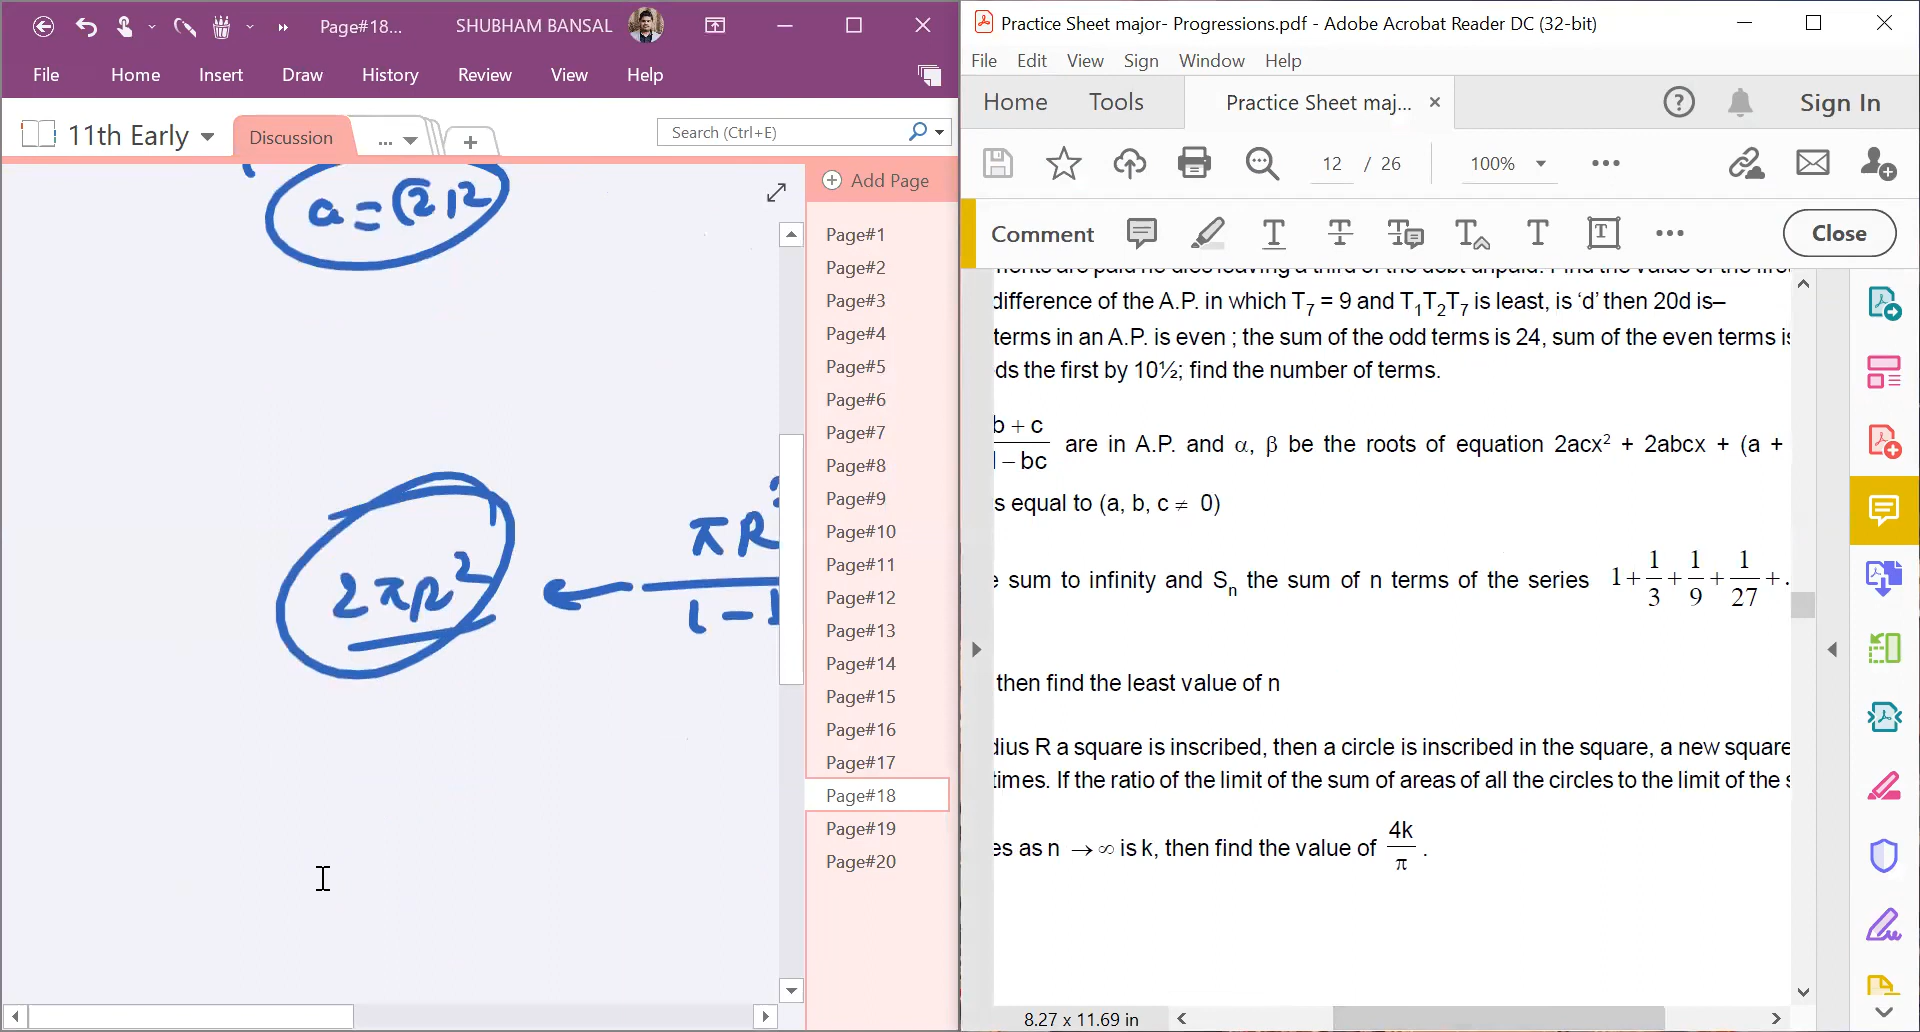 Page#18...
SHUBHAM BANSAL
File Home Insert Draw History Review View Help
11th Early
Discussion
...
Search (Ctrl+E)
Add Page
Page#1
Page#2
Page#3
Page#4
Page#5
Page#6
Page#7
Page#8
Page#9
Page#10
Page#11
Page#12
Page#13
Page#14
Page#15
Page#16
Page#17
Page#18
Page#19
Page#20
2πR²
πR
1 -
Practice Sheet major- Progressions.pdf - Adobe Acrobat Reader DC (32-bit)
File Edit View Sign Window Help
Home Tools Practice Sheet maj... Sign In
12 / 26 100%
Comment Close
difference of the A.P. in which T₇ = 9 and T₁T₂T₇ is least, is ‘d’ then 20d is–
terms in an A.P. is even ; the sum of the odd terms is 24, sum of the even terms is
ds the first by 10½; find the number of terms.
b + c
are in A.P. and α, β be the roots of equation 2acx² + 2abcx + (a +
– bc
s equal to (a, b, c ≠ 0)
e sum to infinity and Sₙ the sum of n terms of the series 1 + 1/3 + 1/9 + 1/27 + .
then find the least value of n
dius R a square is inscribed, then a circle is inscribed in the square, a new square
times. If the ratio of the limit of the sum of areas of all the circles to the limit of the s
es as n → ∞ is k, then find the value of 4k/π .
8.27 x 11.69 in